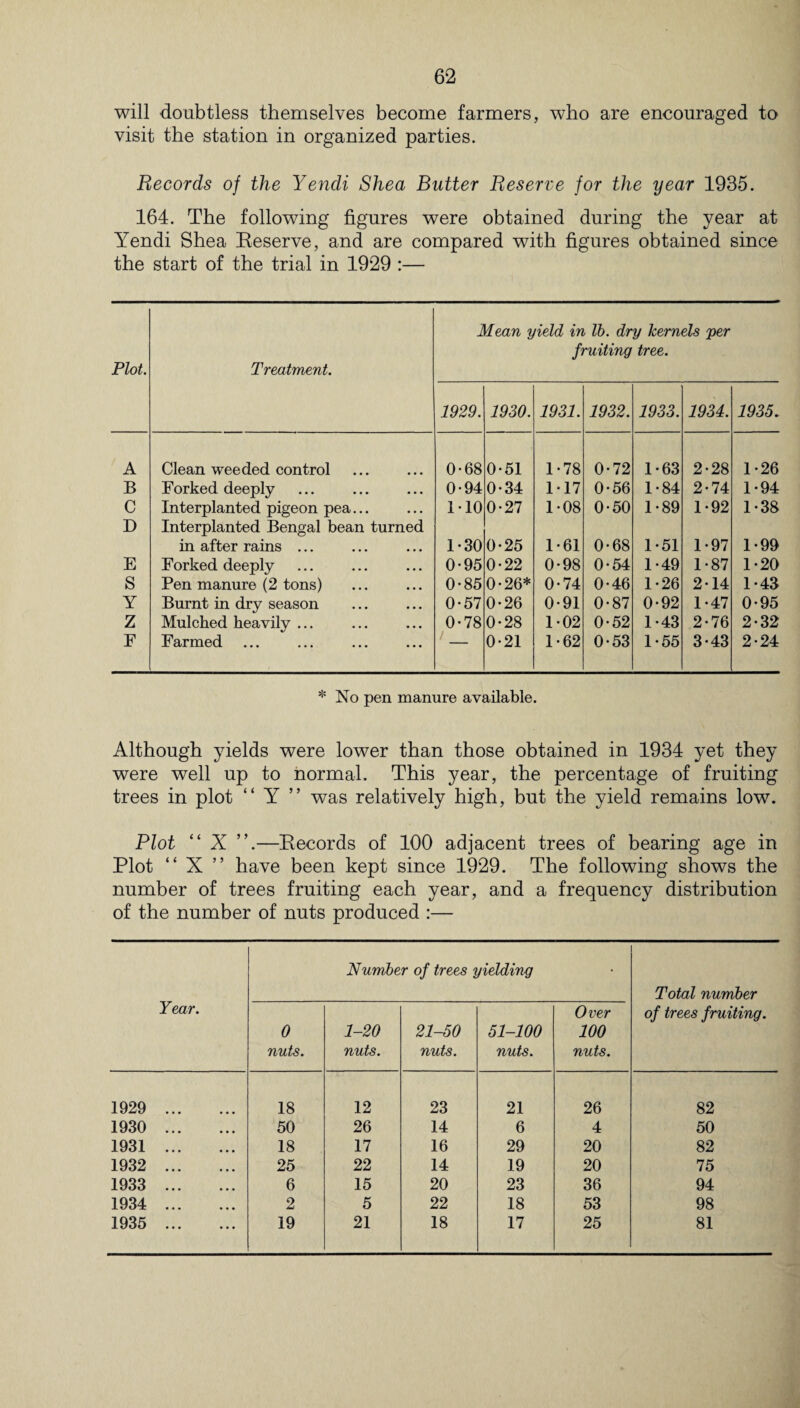 62
will doubtless themselves become farmers, who are encouraged to
visit the station in organized parties.
Records of the Yendi Shea Butter Reserve for the year 1935.
164. The following figures were obtained during the year at
Yendi Shea Reserve, and are compared with figures obtained since
the start of the trial in 1929 :—
Plot. Treatment. Mean yield in lb. dry kernels per
fruiting tree.
1929. 1930. 1931. 1932. 1933. 1934. 1935.
A Clean weeded control ... ... 0·68 0·51 1·78 0·72 1·63 2·28 1·26
B Forked deeply ... ... ... 0·94 0·34 1·17 0·56 1·84 2·74 1·94
C Interplanted pigeon pea... ... 1·10 0·27 1·08 0·50 1·89 1·92 1·38
D Interplanted Bengal bean turned
in after rains ... ... ... 1·30 0·25 1·61 0·68 1·51 1·97 1·99
E Forked deeply ... ... ... 0·95 0·22 0·98 0·54 1·49 1·87 1·20
S Pen manure (2 tons) ... ... 0·85 0·26* 0·74 0·46 1·26 2·14 1·43
Y Burnt in dry season ... ... 0·57 0·26 0·91 0·87 0·92 1·47 0·95
Z Mulched heavily ... ... ... 0·78 0·28 1·02 0·52 1·43 2·76 2·32
F Farmed ... ... ... ... — 0·21 1·62 0·53 1·55 3·43 2·24
* No pen manure available.
Although yields were lower than those obtained in 1934 yet they
were well up to normal. This year, the percentage of fruiting
trees in plot “ Y ” was relatively high, but the yield remains low.
Plot “ X ”.—Records of 100 adjacent trees of bearing age in
Plot “ X ” have been kept since 1929. The following shows the
number of trees fruiting each year, and a frequency distribution
of the number of nuts produced :—
Year. Number of trees yielding Total number
of trees fruiting.
0 1–20 21–50 51–100 Over 100
nuts. nuts. nuts. nuts. nuts.
1929 ... ... 18 12 23 21 26 82
1930 ... ... 50 26 14 6 4 50
1931 ... ... 18 17 16 29 20 82
1932 ... ... 25 22 14 19 20 75
1933 ... ... 6 15 20 23 36 94
1934 ... ... 2 5 22 18 53 98
1935 ... ... 19 21 18 17 25 81